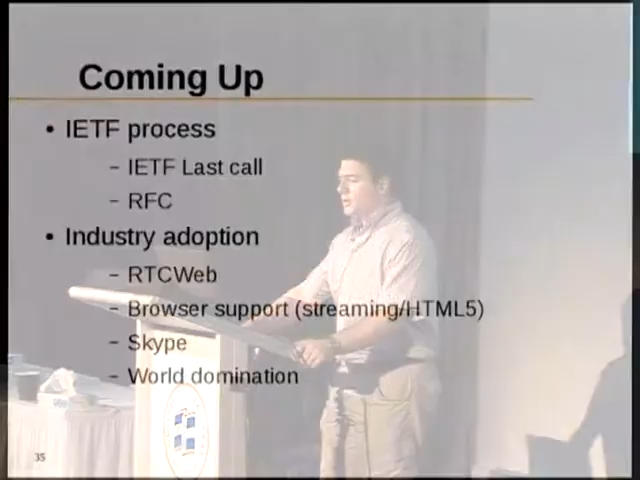 Coming Up
• IETF process
– IETF Last call
– RFC
• Industry adoption
– RTCWeb
– Browser support (streaming/HTML5)
– Skype
– World domination
35